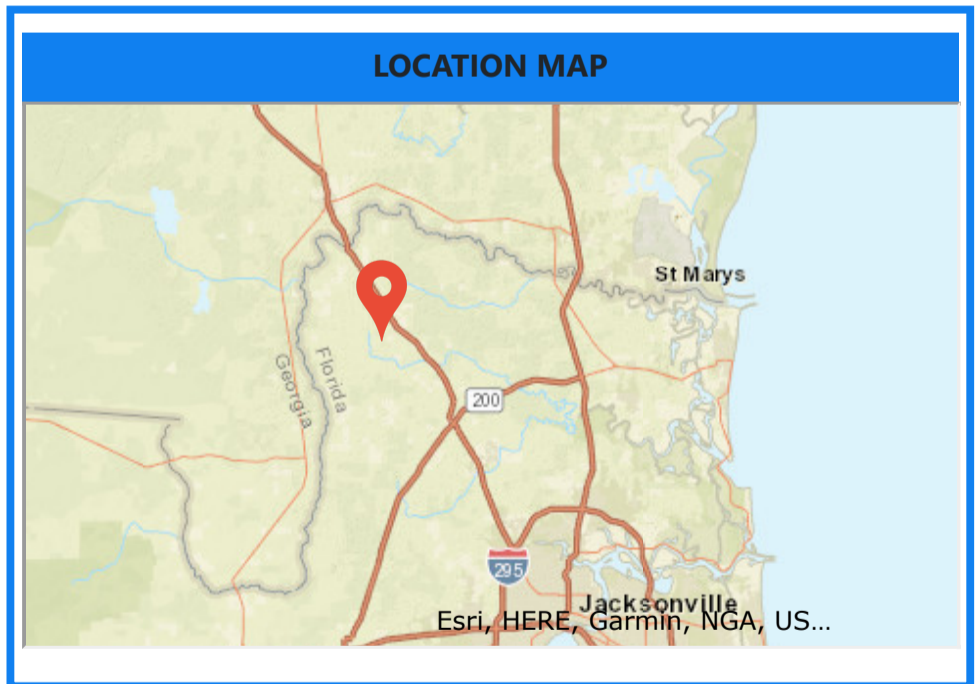 LOCATION MAP
St Marys
Georgia
Florida
200
295
Jacksonville
Esri, HERE, Garmin, NGA, US...